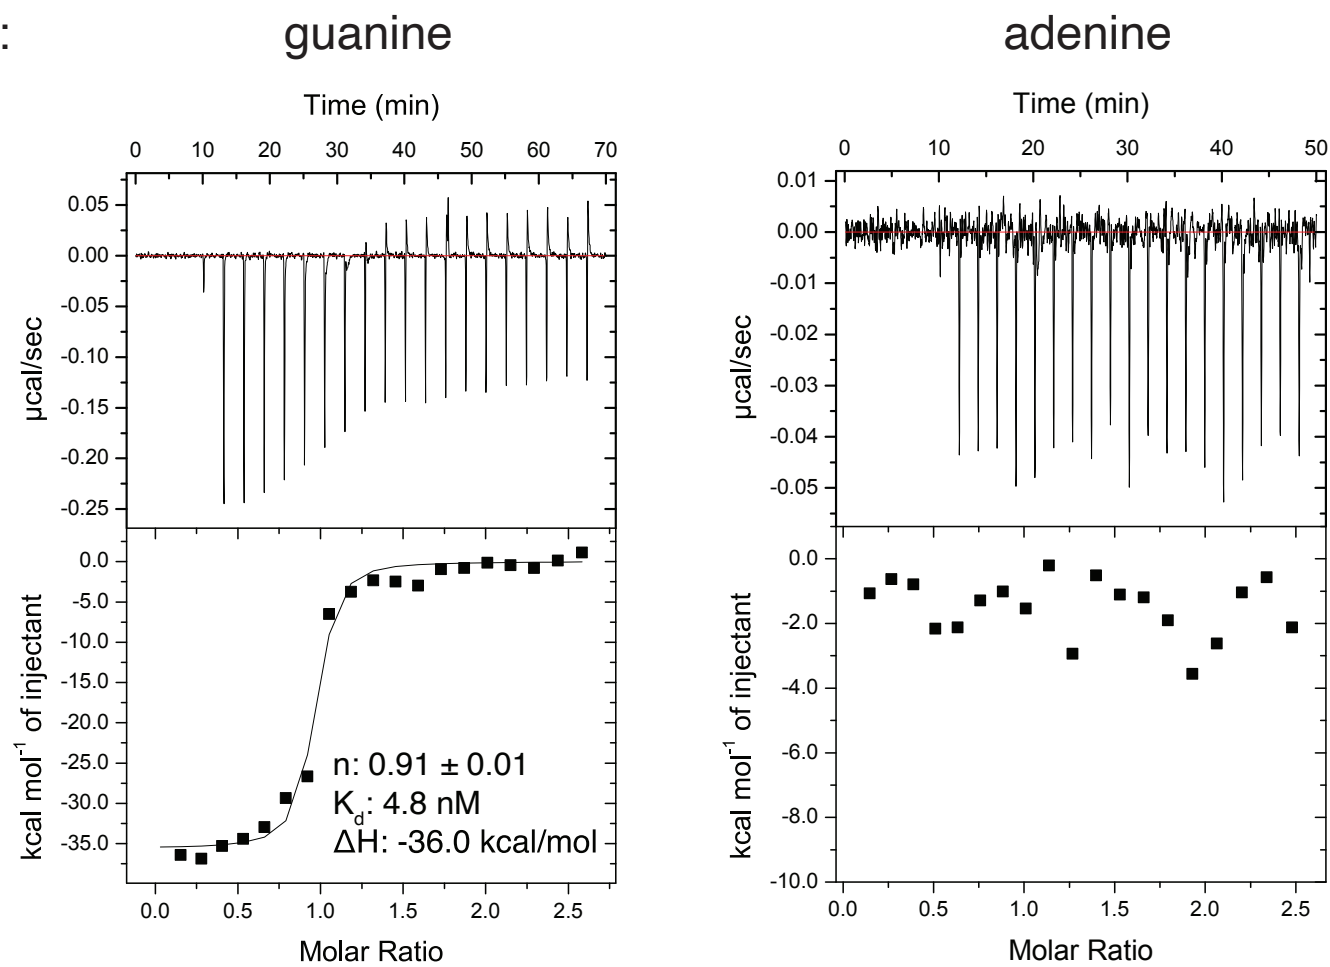 :
guanine
Time (min)
0 10 20 30 40 50 60 70
0.05
0.00
-0.05
-0.10
-0.15
-0.20
-0.25
µcal/sec
0.0
-5.0
-10.0
-15.0
-20.0
-25.0
-30.0
-35.0
kcal mol⁻¹ of injectant
n: 0.91 ± 0.01
K_d: 4.8 nM
ΔH: -36.0 kcal/mol
0.0 0.5 1.0 1.5 2.0 2.5
Molar Ratio
adenine
Time (min)
0 10 20 30 40 50
0.01
0.00
-0.01
-0.02
-0.03
-0.04
-0.05
µcal/sec
0.0
-2.0
-4.0
-6.0
-8.0
-10.0
kcal mol⁻¹ of injectant
0.0 0.5 1.0 1.5 2.0 2.5
Molar Ratio